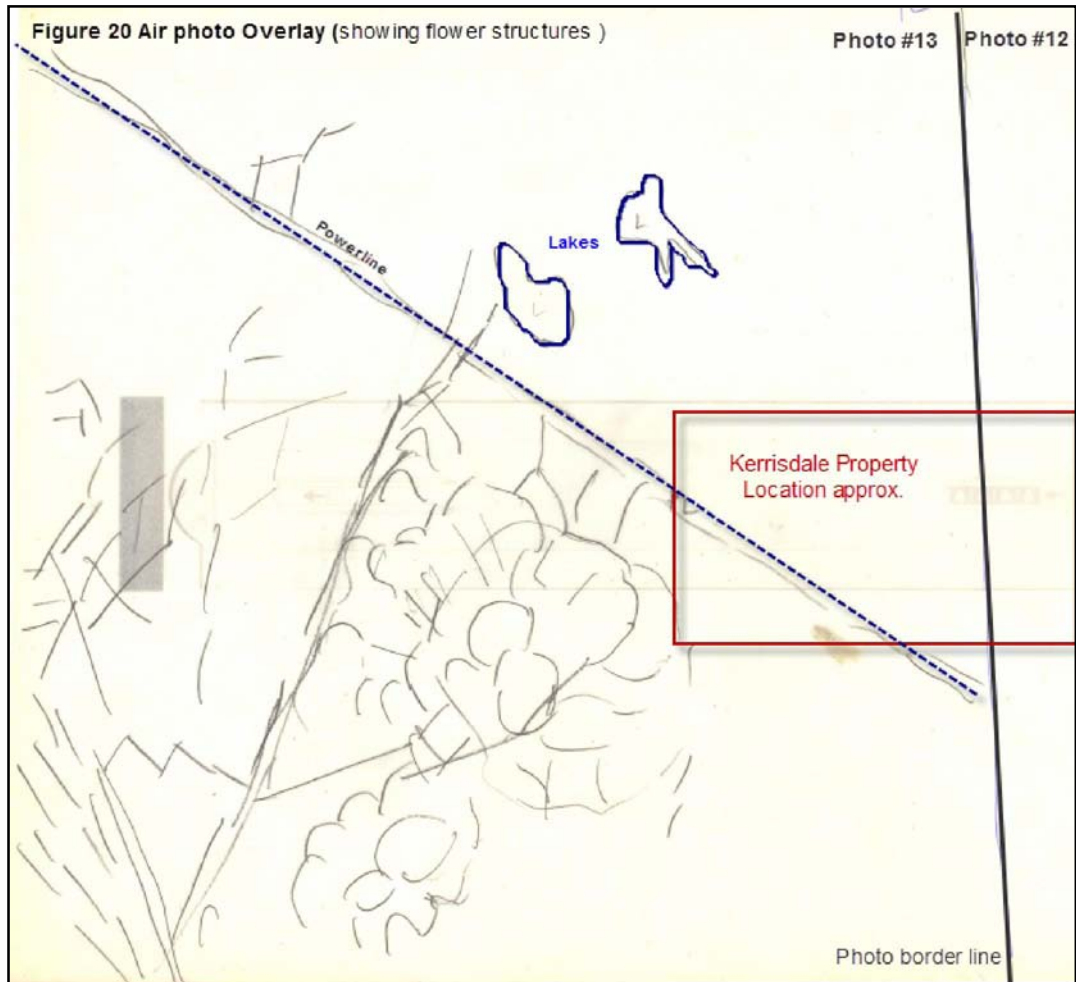 Figure 20 Air photo Overlay (showing flower structures )
Photo #13
Photo #12
Powerline
Lakes
L
L
Kerrisdale Property
Location approx.
Photo border line